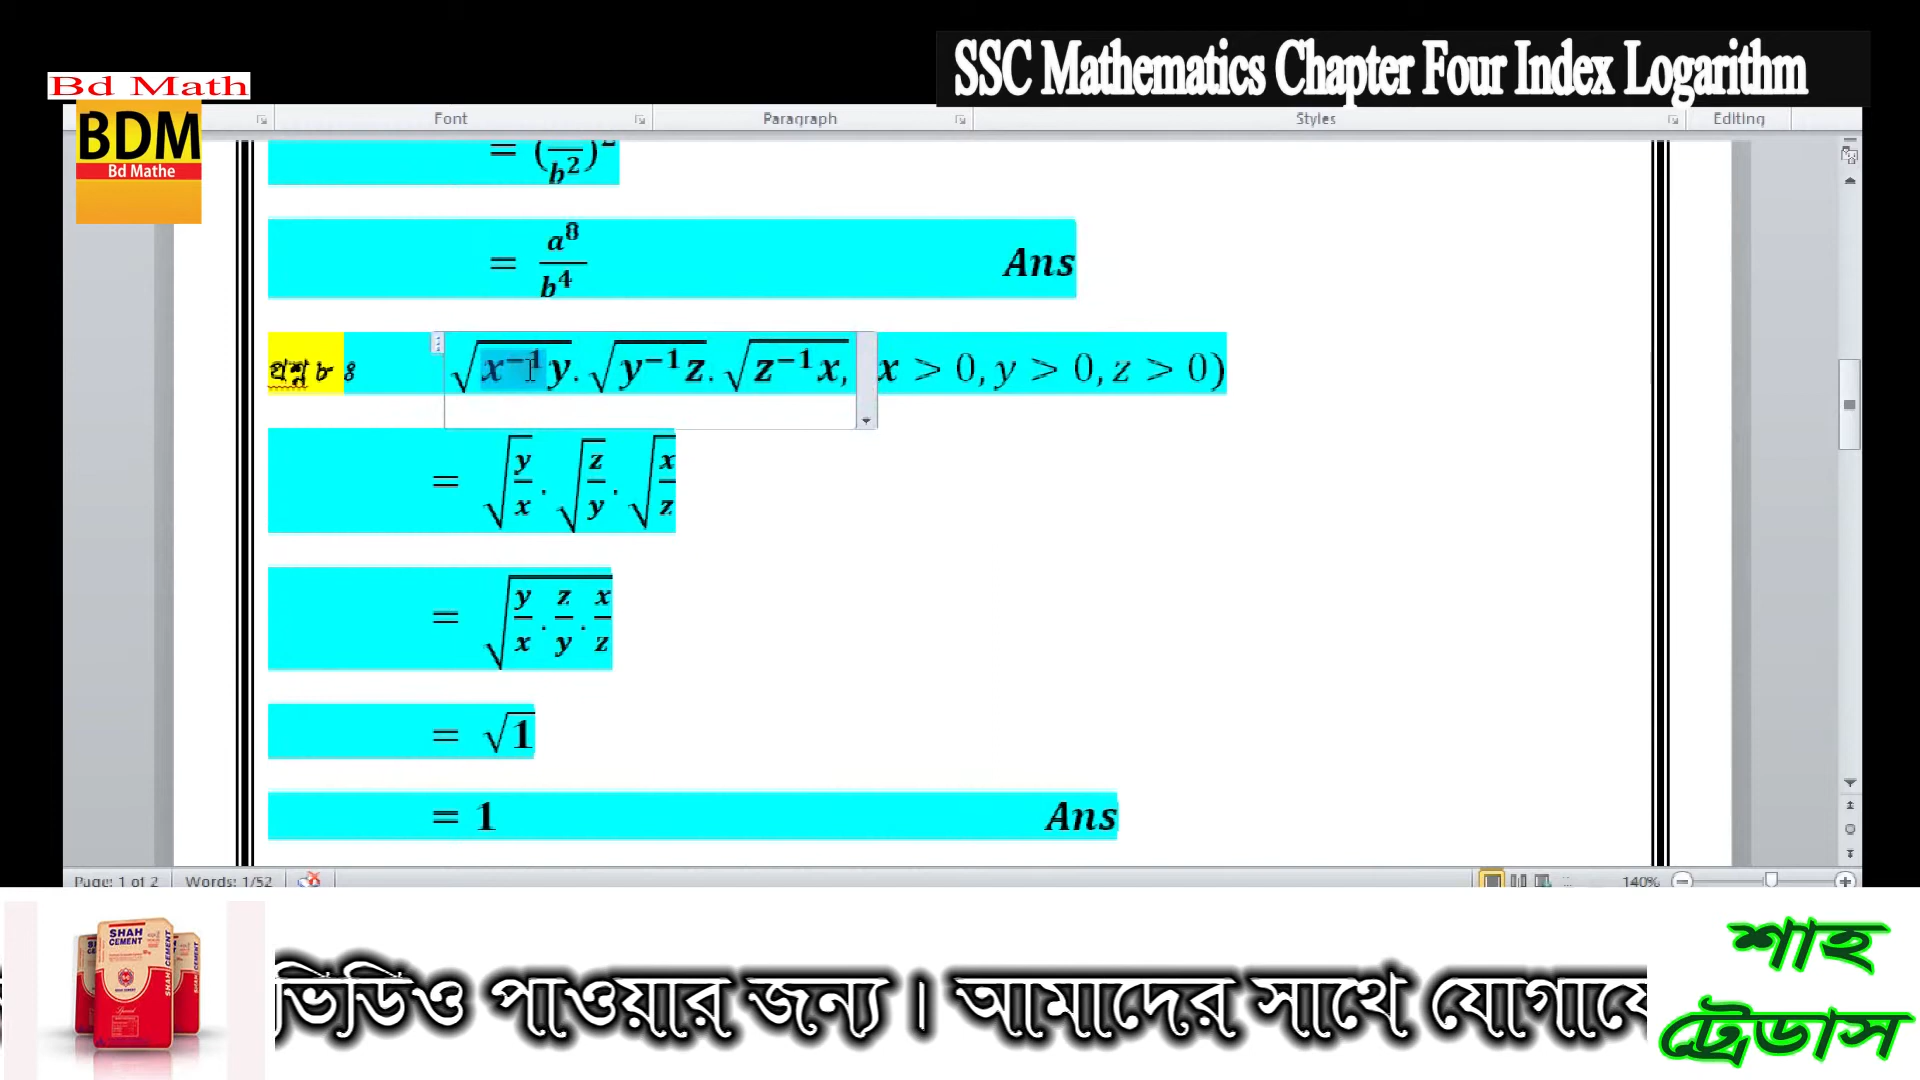 SSC Mathematics Chapter Four Index Logarithm
Bd Math
BDM
Bd Mathe
Font Paragraph Styles Editing
= (/b²)²
= a⁸/b⁴ Ans
প্রশ্ন ৮ ঃ √(x⁻¹y).√(y⁻¹z).√(z⁻¹x), x > 0, y > 0, z > 0)
= √(y/x).√(z/y).√(x/z)
= √(y/x.z/y.x/z)
= √1
= 1 Ans
Page: 1 of 2 Words: 1/52 140%
SHAH CEMENT
ভিডিও পাওয়ার জন্য। আমাদের সাথে যোগাযে
শাহ
ট্রেডাস